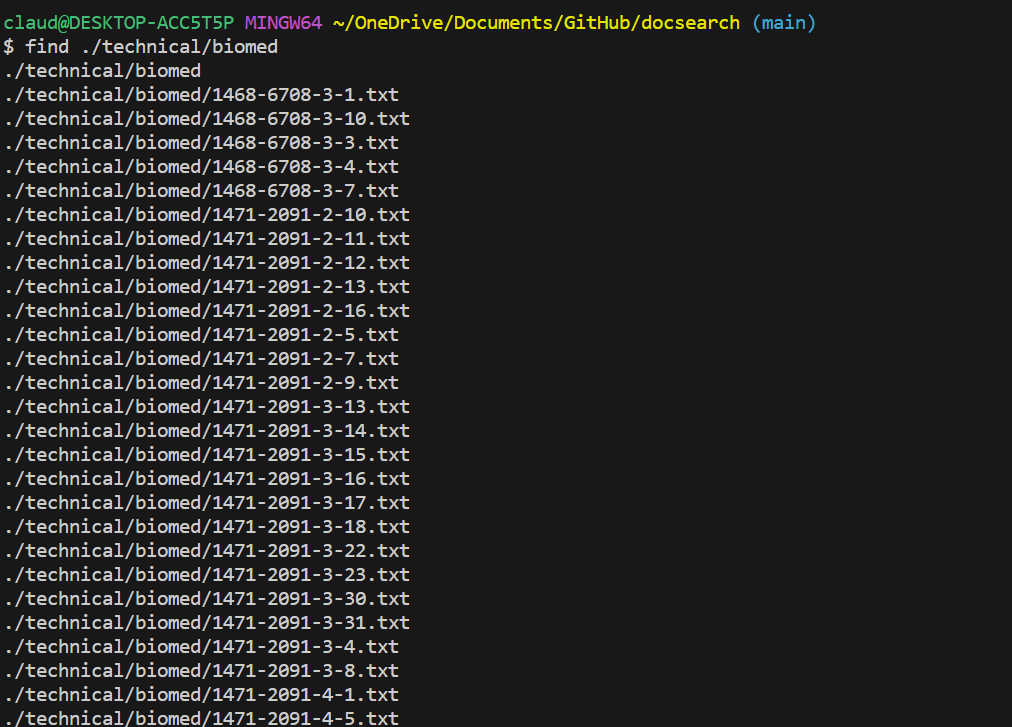 claud@DESKTOP-ACC5T5P MINGW64 ~/OneDrive/Documents/GitHub/docsearch (main)
$ find ./technical/biomed
./technical/biomed
./technical/biomed/1468-6708-3-1.txt
./technical/biomed/1468-6708-3-10.txt
./technical/biomed/1468-6708-3-3.txt
./technical/biomed/1468-6708-3-4.txt
./technical/biomed/1468-6708-3-7.txt
./technical/biomed/1471-2091-2-10.txt
./technical/biomed/1471-2091-2-11.txt
./technical/biomed/1471-2091-2-12.txt
./technical/biomed/1471-2091-2-13.txt
./technical/biomed/1471-2091-2-16.txt
./technical/biomed/1471-2091-2-5.txt
./technical/biomed/1471-2091-2-7.txt
./technical/biomed/1471-2091-2-9.txt
./technical/biomed/1471-2091-3-13.txt
./technical/biomed/1471-2091-3-14.txt
./technical/biomed/1471-2091-3-15.txt
./technical/biomed/1471-2091-3-16.txt
./technical/biomed/1471-2091-3-17.txt
./technical/biomed/1471-2091-3-18.txt
./technical/biomed/1471-2091-3-22.txt
./technical/biomed/1471-2091-3-23.txt
./technical/biomed/1471-2091-3-30.txt
./technical/biomed/1471-2091-3-31.txt
./technical/biomed/1471-2091-3-4.txt
./technical/biomed/1471-2091-3-8.txt
./technical/biomed/1471-2091-4-1.txt
./technical/biomed/1471-2091-4-5.txt